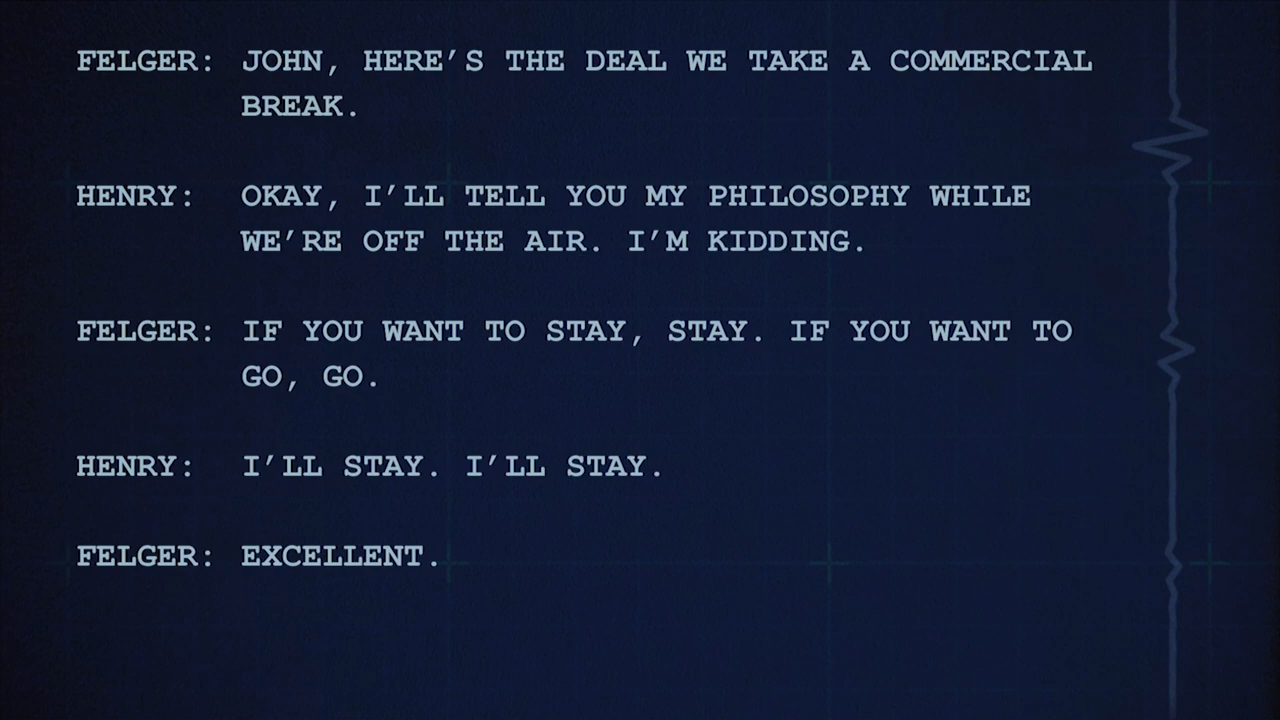 FELGER: JOHN, HERE’S THE DEAL WE TAKE A COMMERCIAL
BREAK.
HENRY: OKAY, I’LL TELL YOU MY PHILOSOPHY WHILE
WE’RE OFF THE AIR. I’M KIDDING.
FELGER: IF YOU WANT TO STAY, STAY. IF YOU WANT TO
GO, GO.
HENRY: I’LL STAY. I’LL STAY.
FELGER: EXCELLENT.